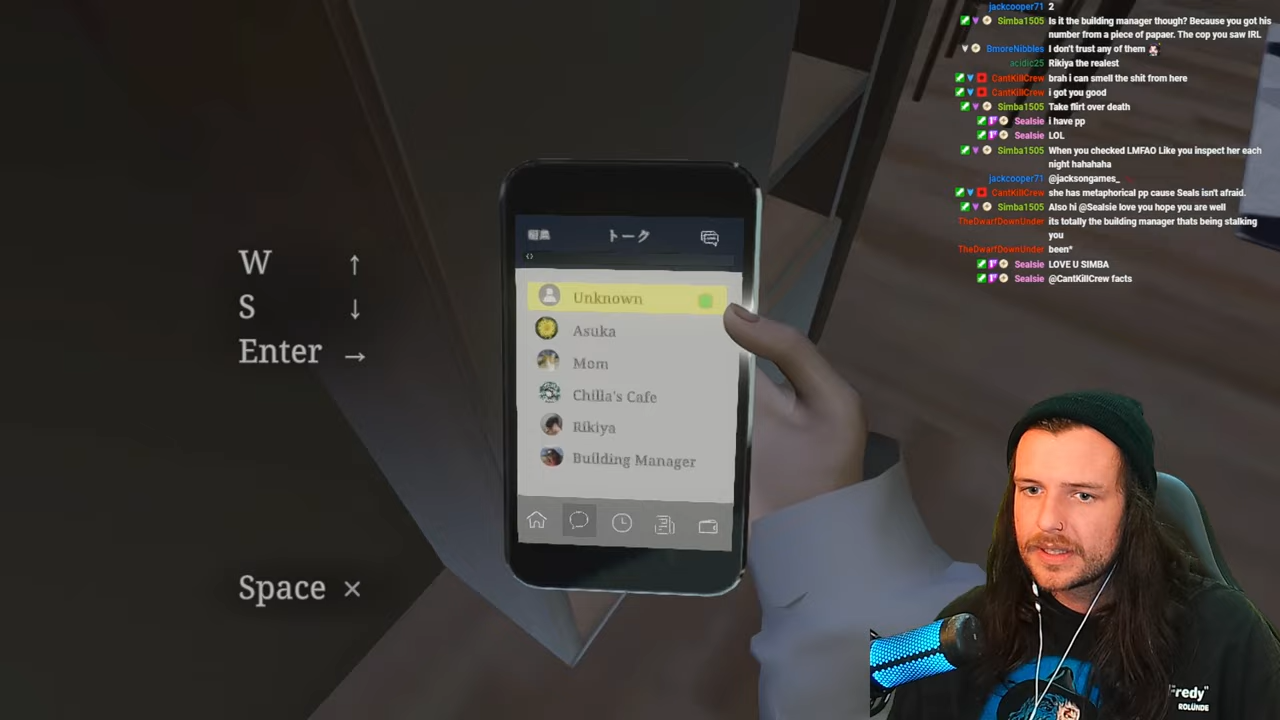 W ↑
S ↓
Enter →
Space ×
トーク
Unknown
Asuka
Mom
Chilla's Cafe
Rikiya
Building Manager
jackcooper71 2
Simba1505 Is it the building manager though? Because you got his
number from a piece of papaer. The cop you saw IRL
BmoreNibbles I don't trust any of them
acidic25 Rikiya the realest
CantKillCrew brah i can smell the shit from here
CantKillCrew i got you good
Simba1505 Take flirt over death
Sealsie i have pp
Sealsie LOL
Simba1505 When you checked LMFAO Like you inspect her each
night hahahaha
jackcooper71 @jacksongames_
CantKillCrew she has metaphorical pp cause Seals isn't afraid.
Simba1505 Also hi @Sealsie love you hope you are well
TheDwarfDownUnder its totally the building manager thats being stalking
you
TheDwarfDownUnder been*
Sealsie LOVE U SIMBA
Sealsie @CantKillCrew facts
"redy"
ROLÜNDE